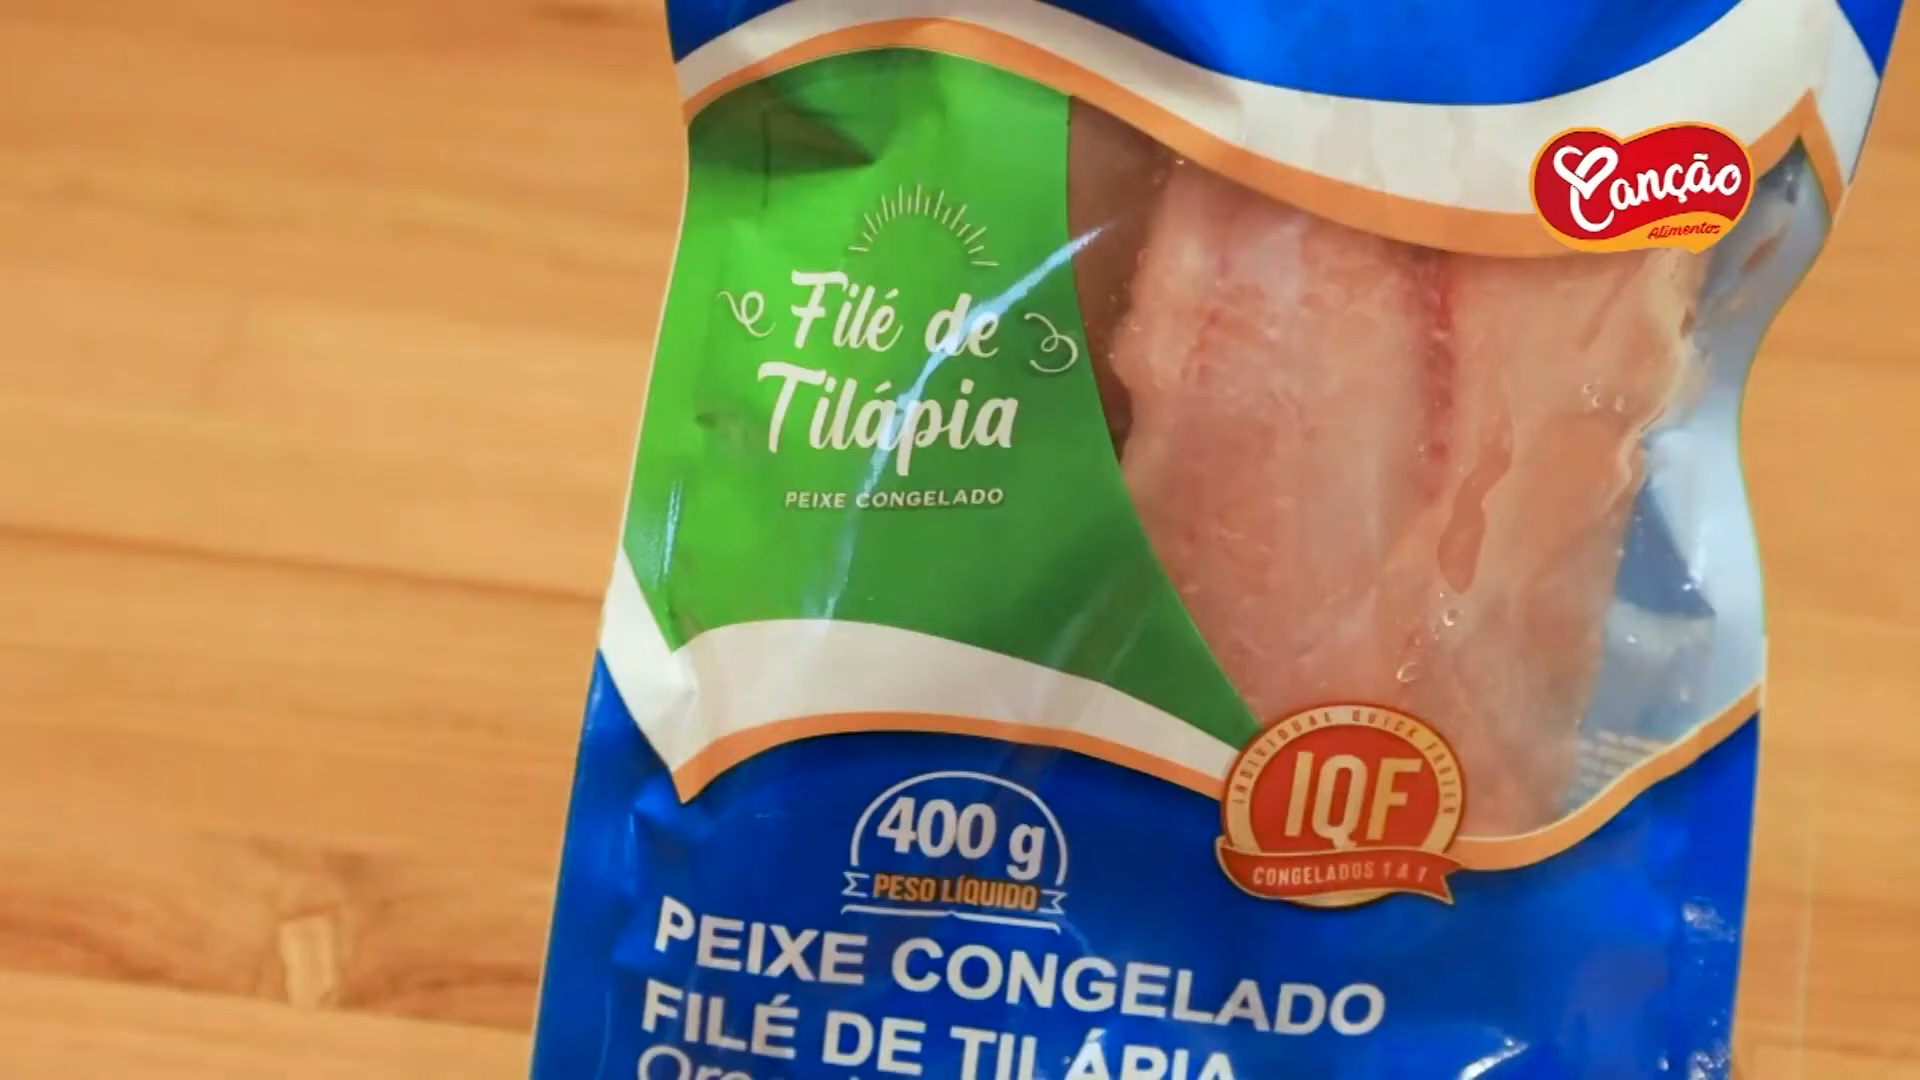 Canção
Alimentos
Filé de
Tilápia
PEIXE CONGELADO
INDIVIDUAL QUICK FROZEN
IQF
CONGELADOS 1 A 1
400 g
PESO LÍQUIDO
PEIXE CONGELADO
FILÉ DE TILÁPIA